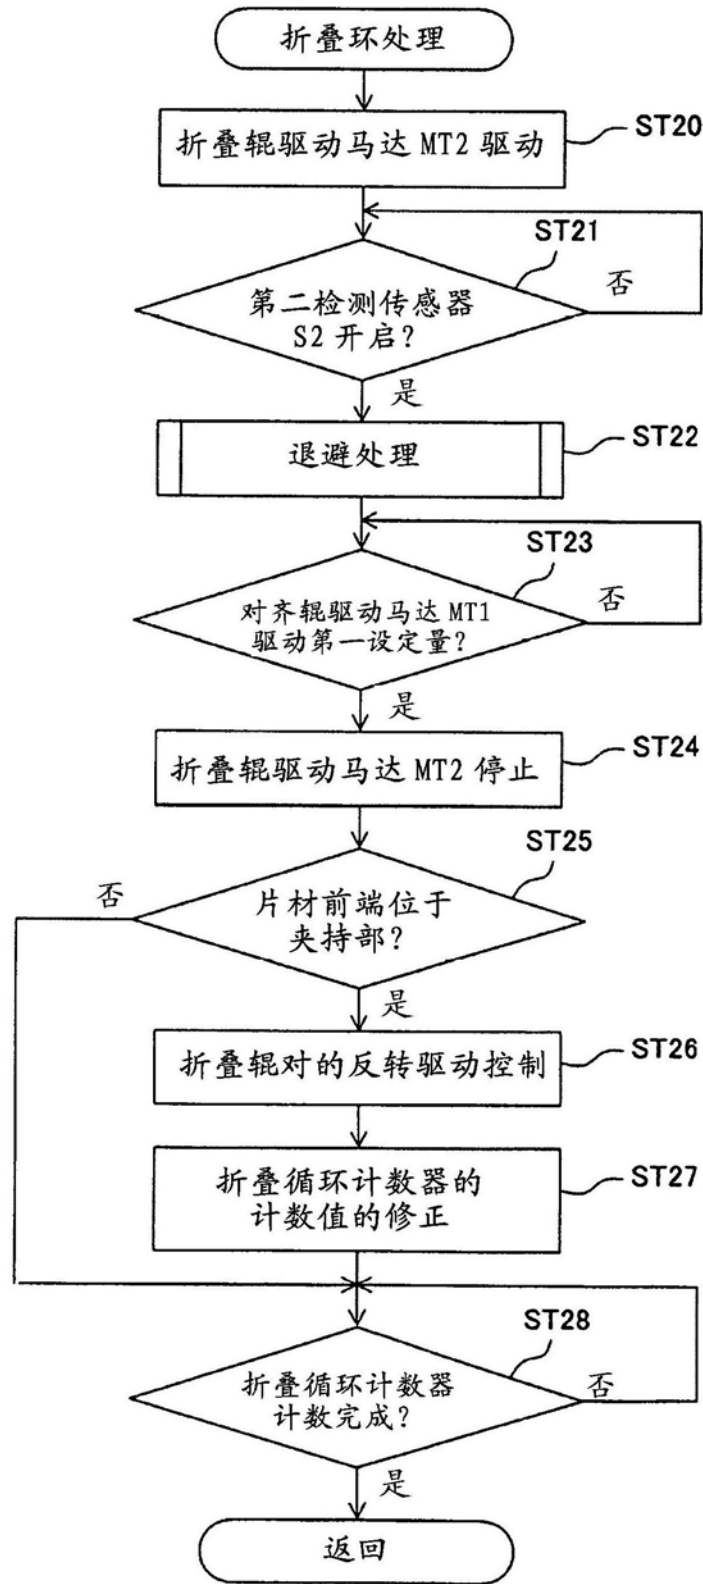 折叠环处理
折叠辊驱动马达 MT2 驱动
ST20
ST21
第二检测传感器
S2 开启？
否
是
退避处理
ST22
ST23
对齐辊驱动马达 MT1
驱动第一设定量？
否
是
折叠辊驱动马达 MT2 停止
ST24
ST25
否
片材前端位于
夹持部？
是
折叠辊对的反转驱动控制
ST26
折叠循环计数器的
计数值的修正
ST27
ST28
折叠循环计数器
计数完成？
否
是
返回